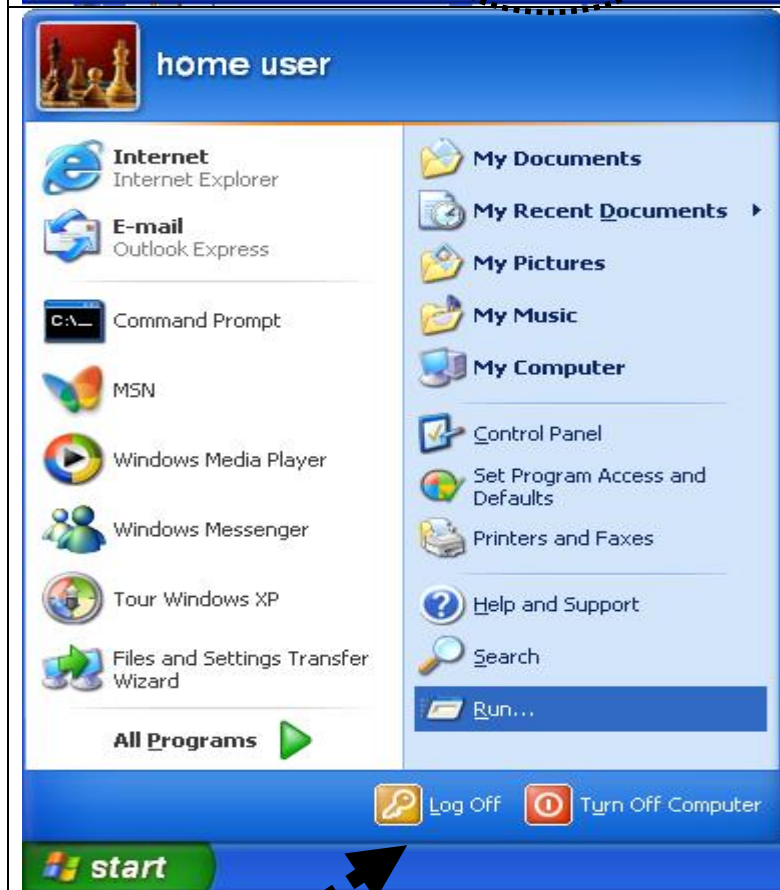 home user
Internet
Internet Explorer
E-mail
Outlook Express
C:\_
Command Prompt
MSN
Windows Media Player
Windows Messenger
Tour Windows XP
Files and Settings Transfer
Wizard
All Programs
My Documents
My Recent Documents
My Pictures
My Music
My Computer
Control Panel
Set Program Access and
Defaults
Printers and Faxes
Help and Support
Search
Run...
Log Off
Turn Off Computer
start